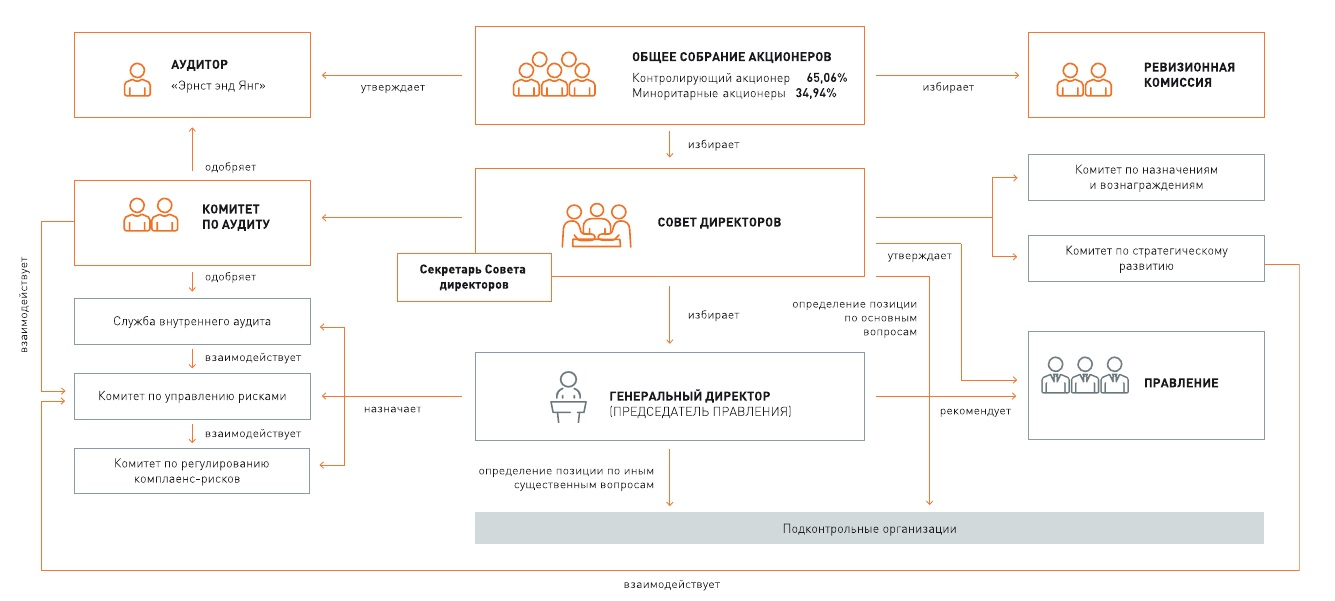 АУДИТОР
«Эрнст энд Янг»
утверждает
ОБЩЕЕ СОБРАНИЕ АКЦИОНЕРОВ
Контролирующий акционер 65,06%
Миноритарные акционеры 34,94%
избирает
РЕВИЗИОННАЯ
КОМИССИЯ
одобряет
избирает
КОМИТЕТ
ПО АУДИТУ
СОВЕТ ДИРЕКТОРОВ
Секретарь Совета
директоров
Комитет по назначениям
и вознаграждениям
Комитет по стратегическому
развитию
утверждает
взаимодействует
одобряет
Служба внутреннего аудита
избирает
определение позиции
по основным
вопросам
взаимодействует
Комитет по управлению рисками
назначает
ГЕНЕРАЛЬНЫЙ ДИРЕКТОР
(ПРЕДСЕДАТЕЛЬ ПРАВЛЕНИЯ)
рекомендует
ПРАВЛЕНИЕ
взаимодействует
Комитет по регулированию
комплаенс-рисков
определение позиции по иным
существенным вопросам
Подконтрольные организации
взаимодействует